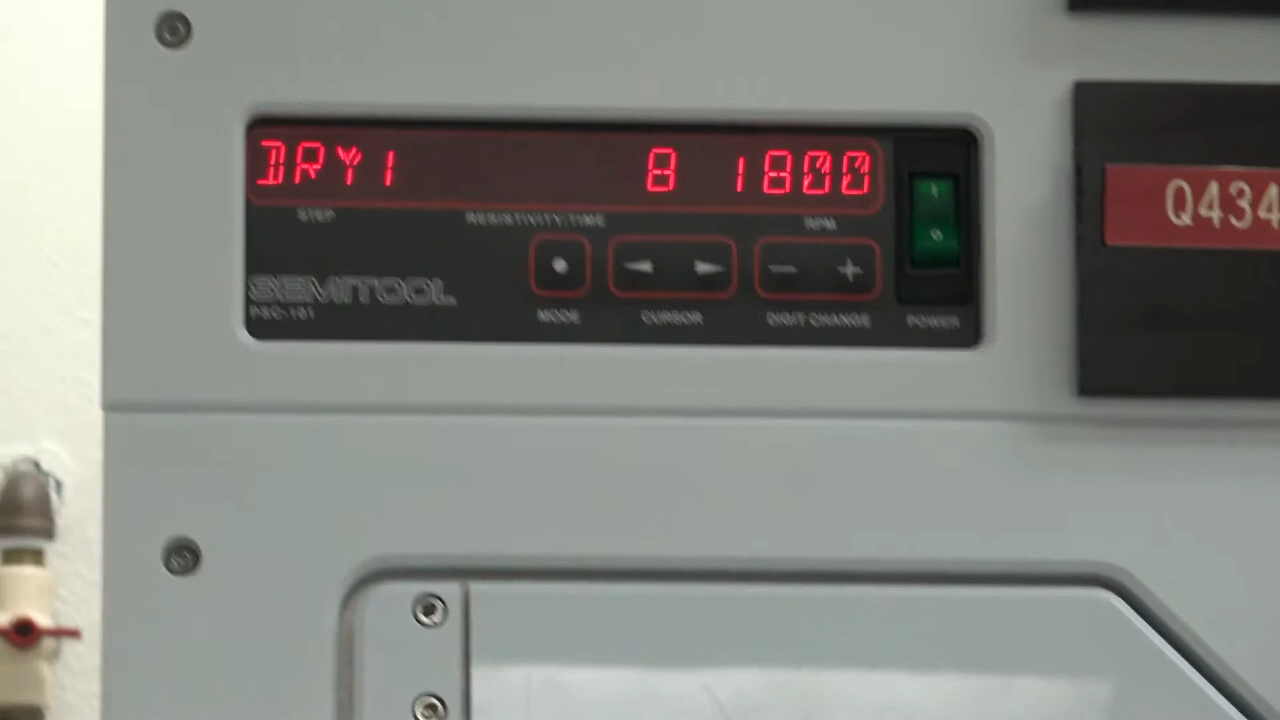 DRY1 8 1800
STEP RESISTIVITY/TIME RPM
SEMITOOL
PSC-101
MODE CURSOR DIGIT CHANGE POWER
Q434